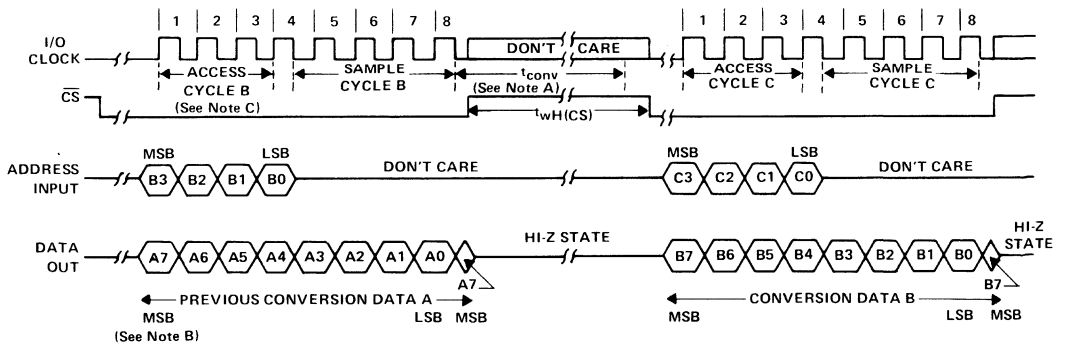 1 2 3 4 5 6 7 8 1 2 3 4 5 6 7 8
I/O
CLOCK
DON'T CARE
ACCESS
CYCLE B
(See Note C)
SAMPLE
CYCLE B
tconv
(See Note A)
ACCESS
CYCLE C
SAMPLE
CYCLE C
CS
twH(CS)
ADDRESS
INPUT
MSB LSB
B3 B2 B1 B0
DON'T CARE
MSB LSB
C3 C2 C1 C0
DON'T CARE
DATA
OUT
A7 A6 A5 A4 A3 A2 A1 A0
A7
HI-Z STATE
B7 B6 B5 B4 B3 B2 B1 B0
B7
HI-Z
STATE
PREVIOUS CONVERSION DATA A
MSB LSB MSB
(See Note B)
CONVERSION DATA B
MSB LSB MSB